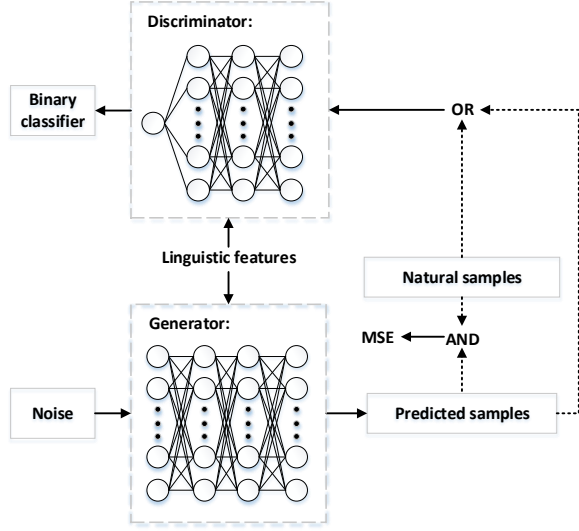 Discriminator:
Binary
classifier
OR
Linguistic features
Natural samples
Generator:
MSE
AND
Noise
Predicted samples